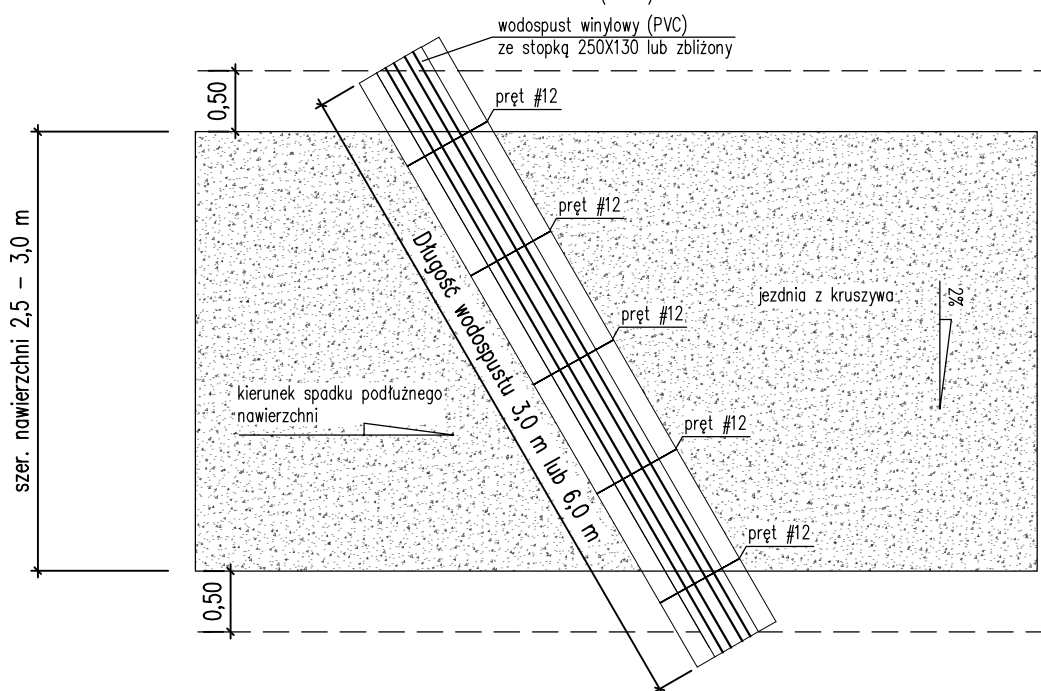 wodospust winylowy (PVC)
ze stopką 250X130 lub zbliżony
0,50
pręt #12
pręt #12
szer. nawierzchni 2,5 - 3,0 m
Długość wodospustu 3,0 m lub 6,0 m
jezdnia z kruszywa
2%
pręt #12
kierunek spadku podłużnego
nawierzchni
pręt #12
pręt #12
0,50